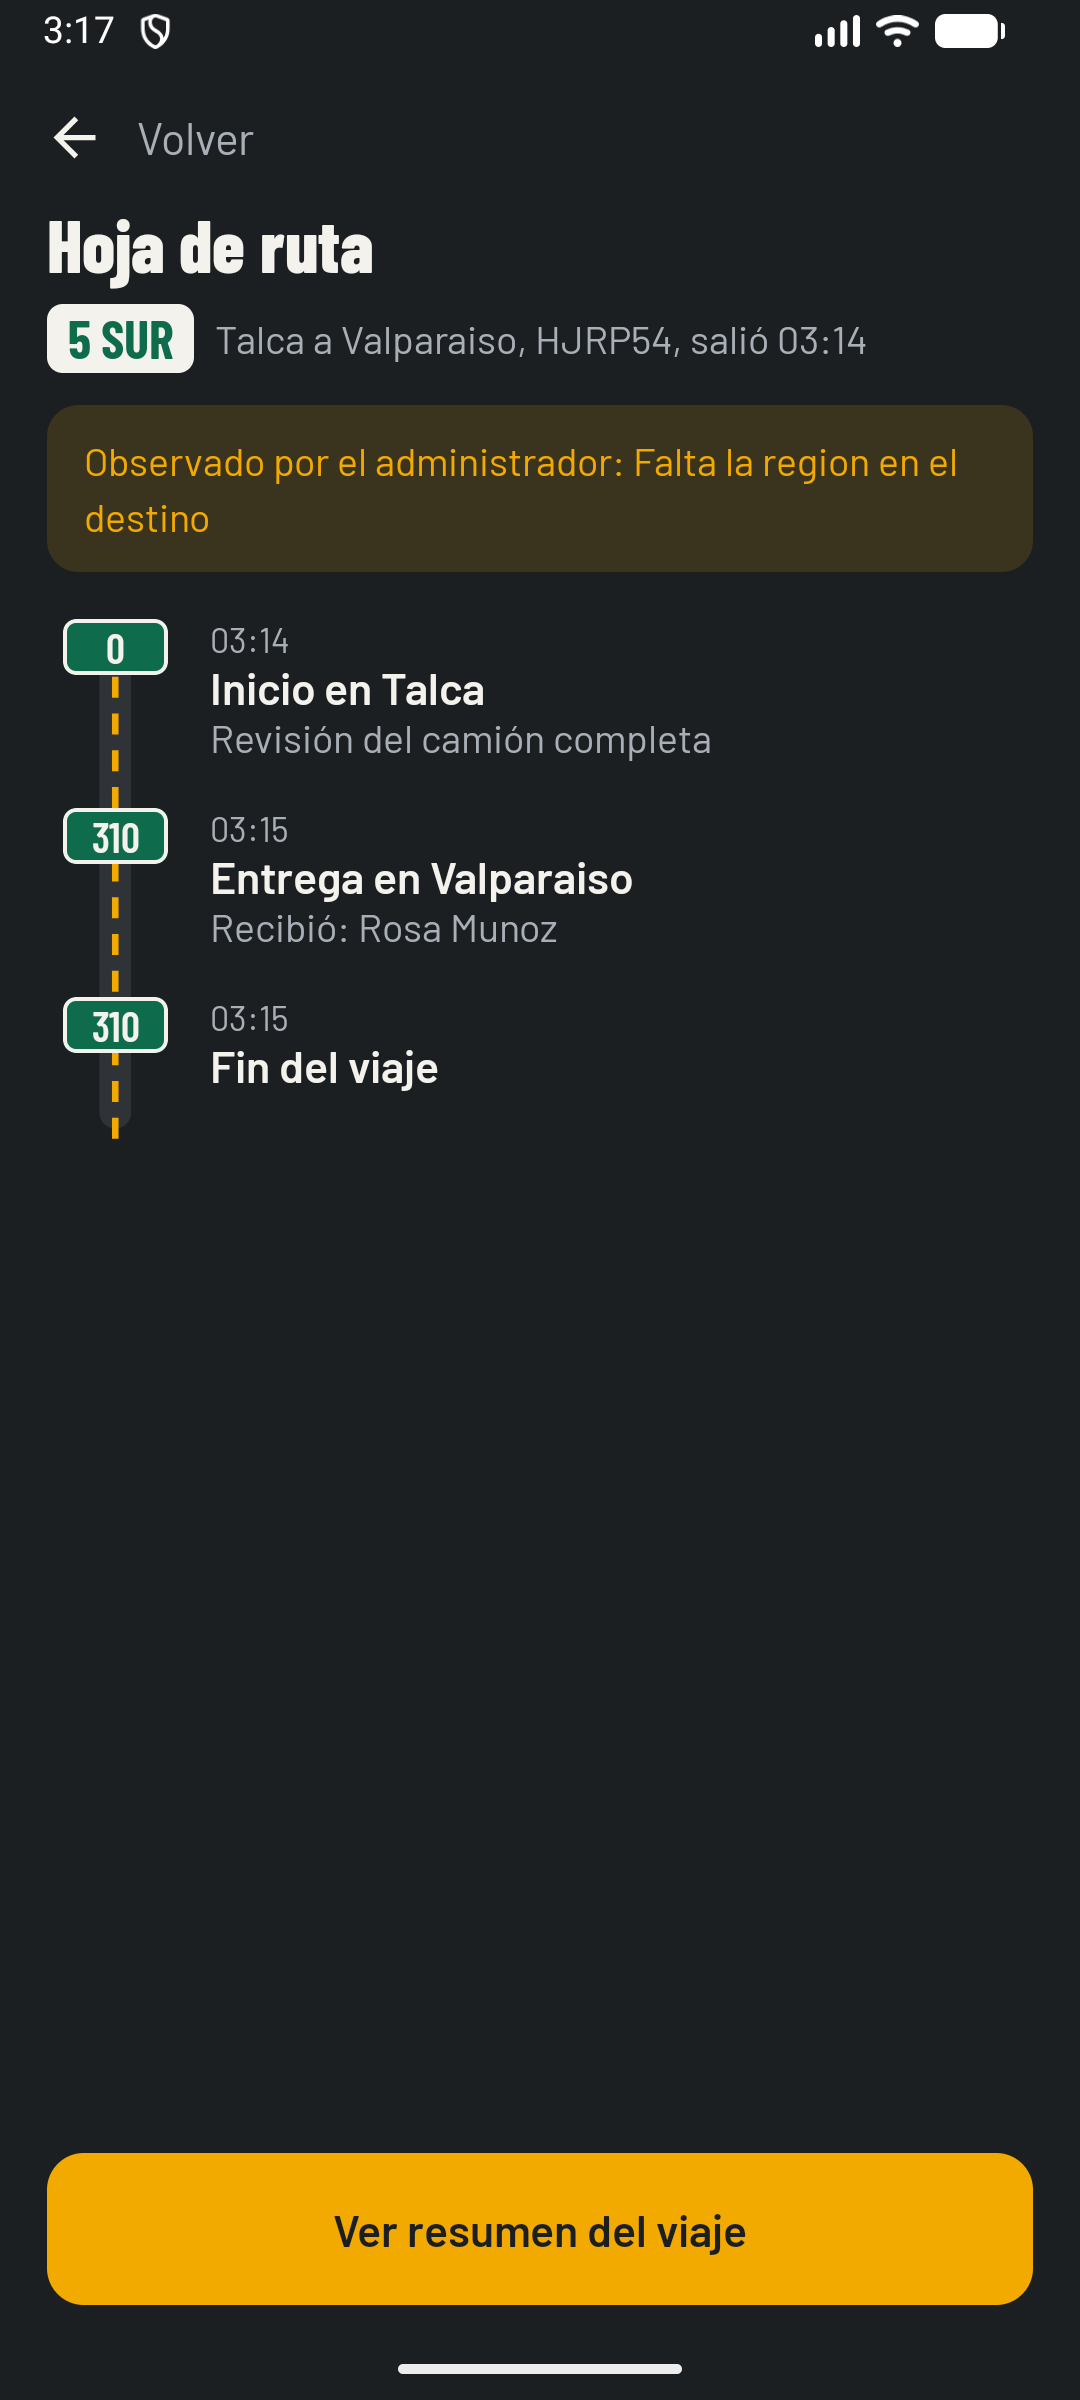 3:17
Volver
Hoja de ruta
5 SUR Talca a Valparaiso, HJRP54, salió 03:14
Observado por el administrador: Falta la region en el
destino
0 03:14
Inicio en Talca
Revisión del camión completa
310 03:15
Entrega en Valparaiso
Recibió: Rosa Munoz
310 03:15
Fin del viaje
Ver resumen del viaje